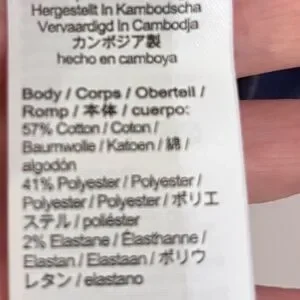 Hergestellt In Kambodscha
Vervaardigd In Cambodja
カンボジア製
hecho en camboya
Body / Corps / Oberteil /
Romp / 本体 / cuerpo:
57% Cotton / Coton /
Baumwolle / Katoen / 綿 /
algodón
41% Polyester / Polyester /
Polyester / Polyester / ポリエ
ステル / poliéster
2% Elastane / Élasthanne /
Elastan / Elastaan / ポリウ
レタン / elastano